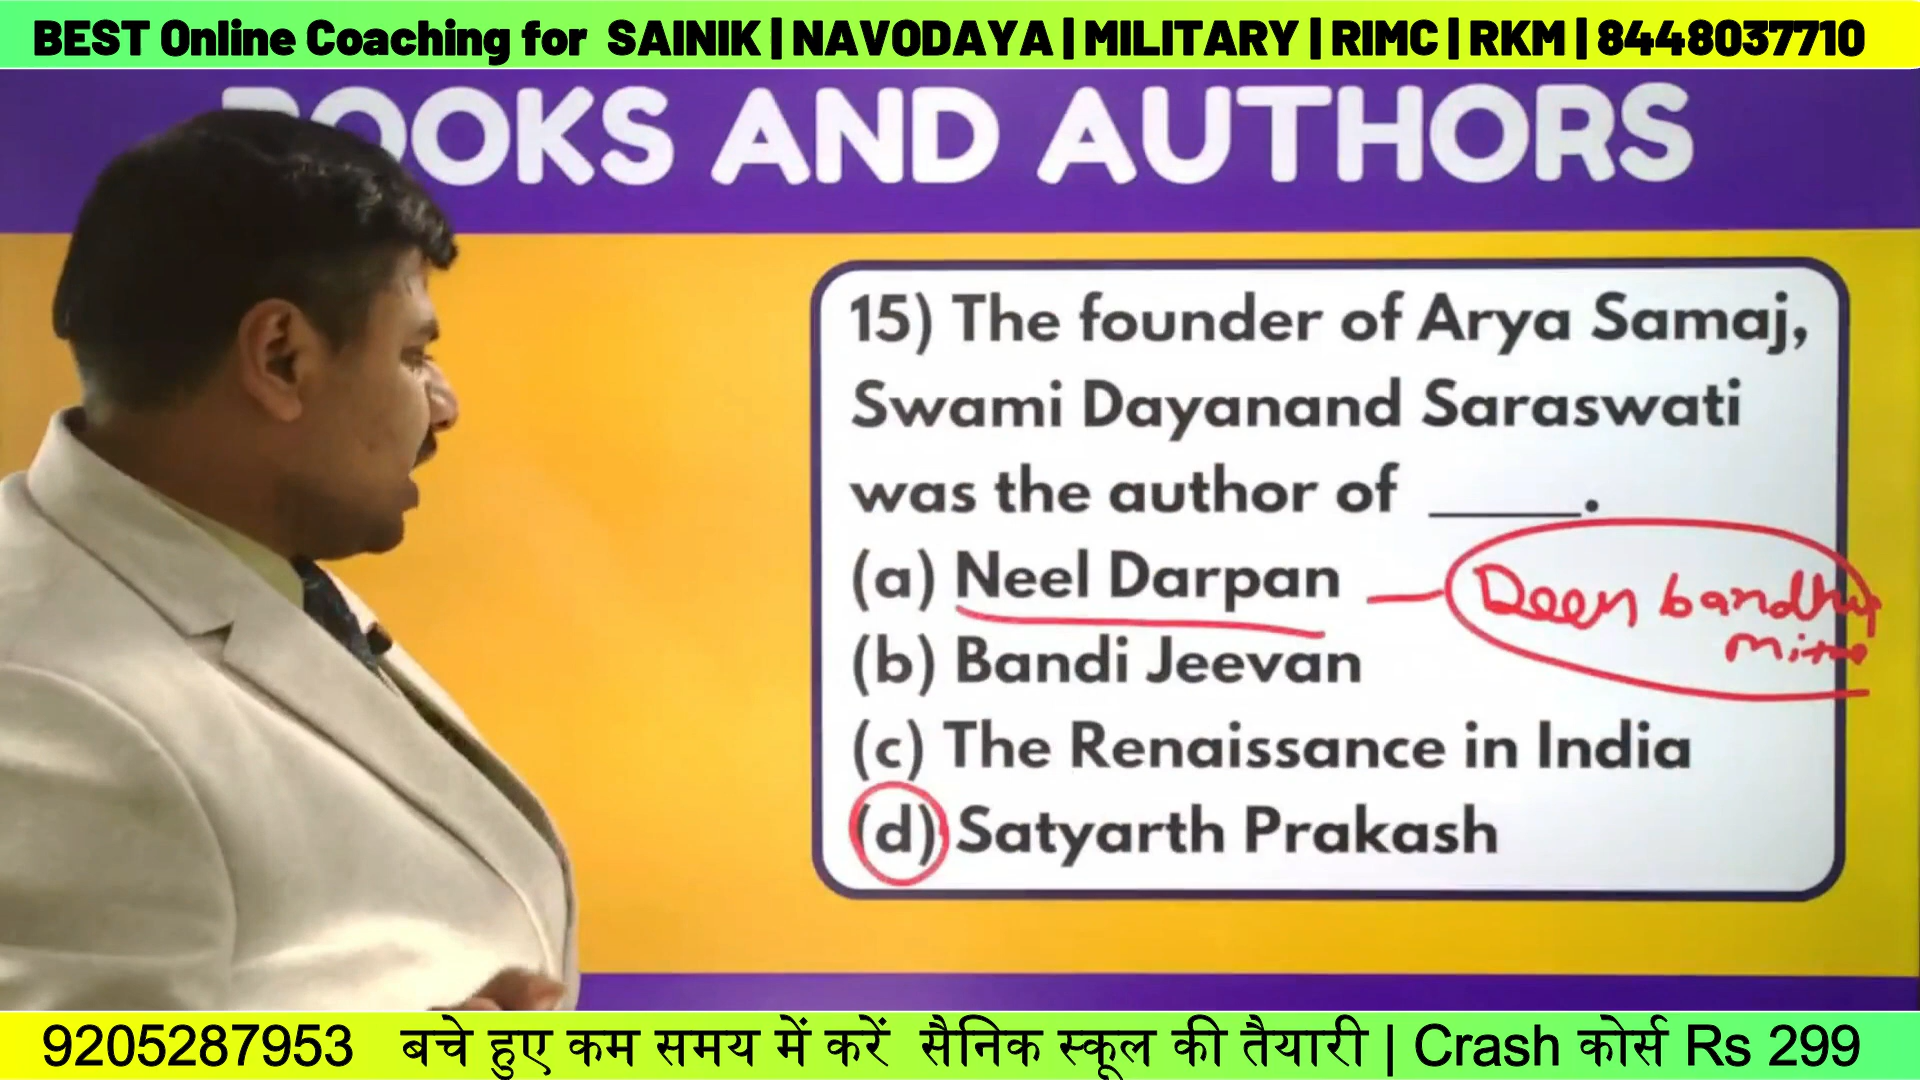 BEST Online Coaching for SAINIK | NAVODAYA | MILITARY | RIMC | RKM | 8448037710
BOOKS AND AUTHORS
15) The founder of Arya Samaj,
Swami Dayanand Saraswati
was the author of _____.
(a) Neel Darpan
Deen bandhu
mitra
(b) Bandi Jeevan
(c) The Renaissance in India
(d) Satyarth Prakash
9205287953 बचे हुए कम समय में करें सैनिक स्कूल की तैयारी | Crash कोर्स Rs 299